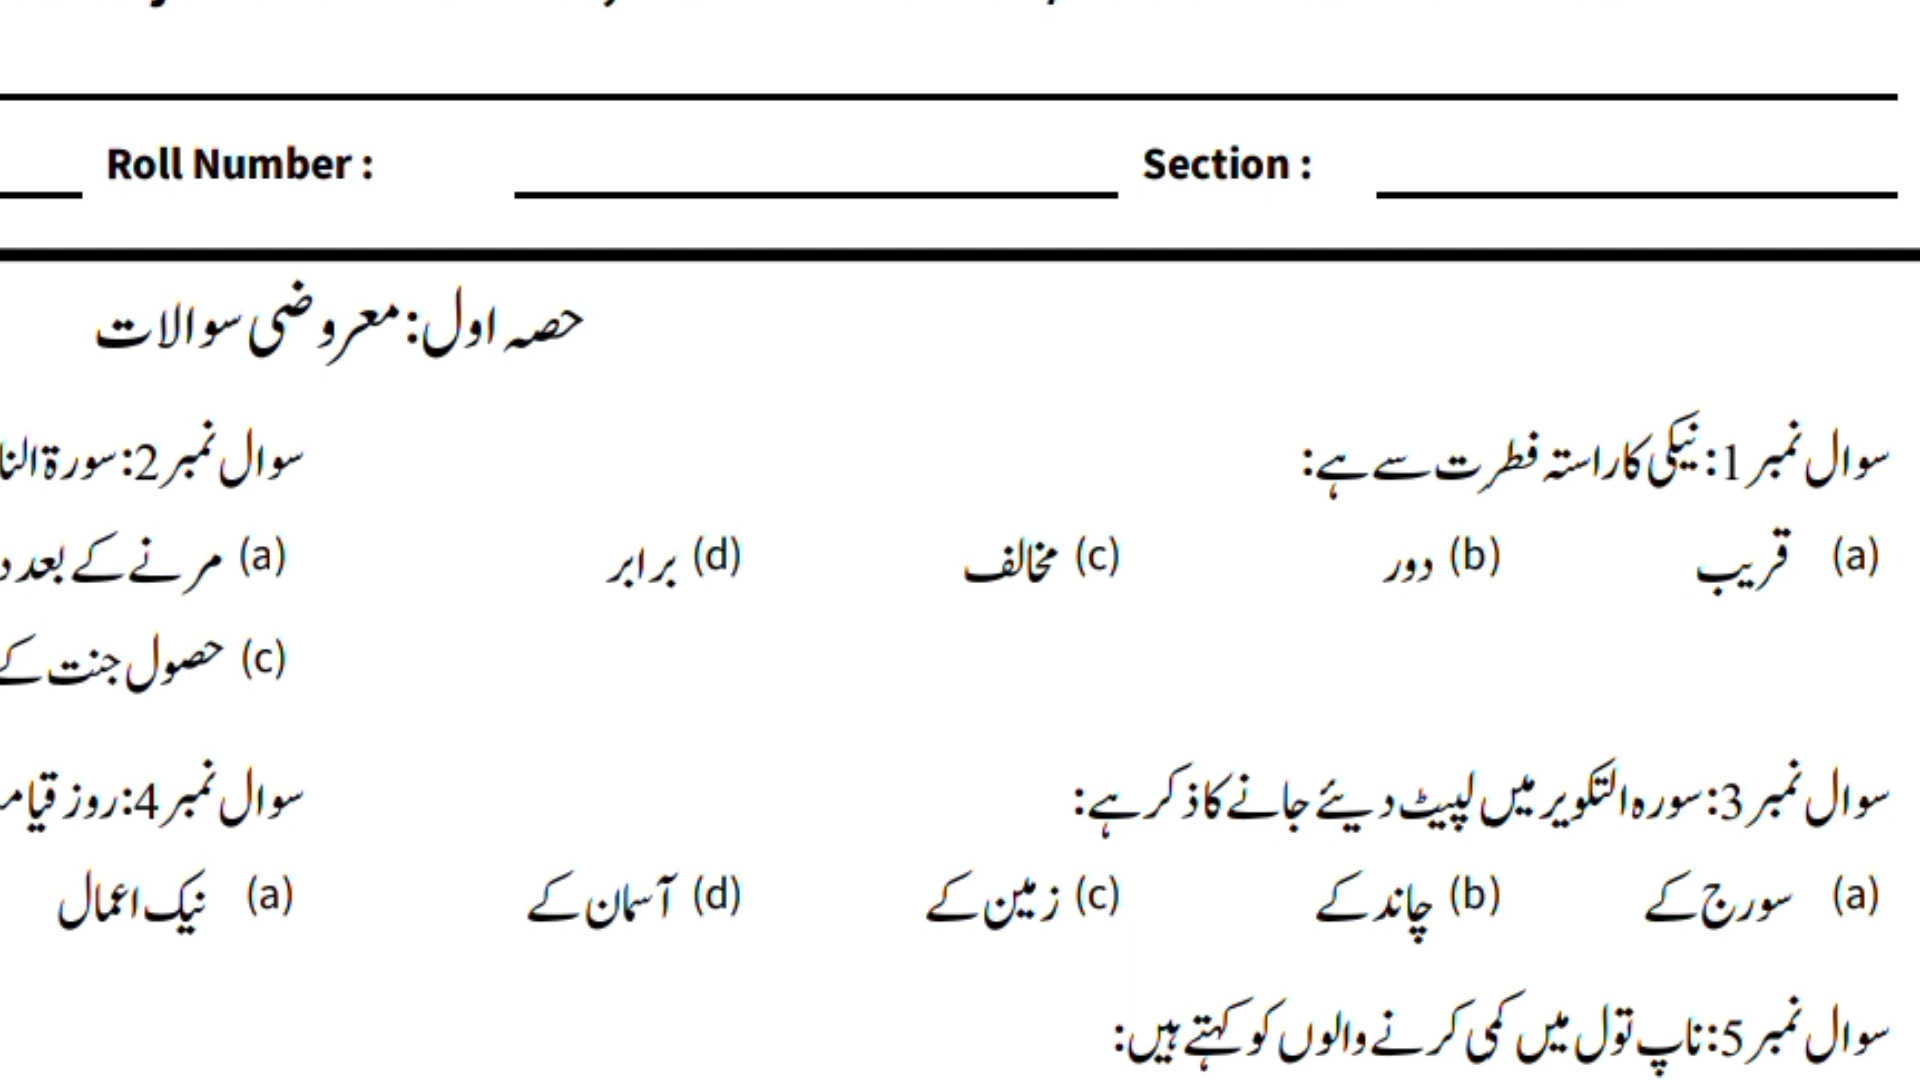 Roll Number : Section :
حصہ اول: معروضی سوالات
سوال نمبر 1: نیکی کا راستہ فطرت سے ہے:
(a) قریب (b) دور (c) مخالف (d) برابر
سوال نمبر 2: سورۃ
(a) مرنے کے بعد
(c) حصول جنت کے
سوال نمبر 3: سورہ التکویر میں لپیٹ دیئے جانے کا ذکر ہے:
(a) سورج کے (b) چاند کے (c) زمین کے (d) آسمان کے
سوال نمبر 4: روز
(a) نیک اعمال
سوال نمبر 5: ناپ تول میں کمی کرنے والوں کو کہتے ہیں: